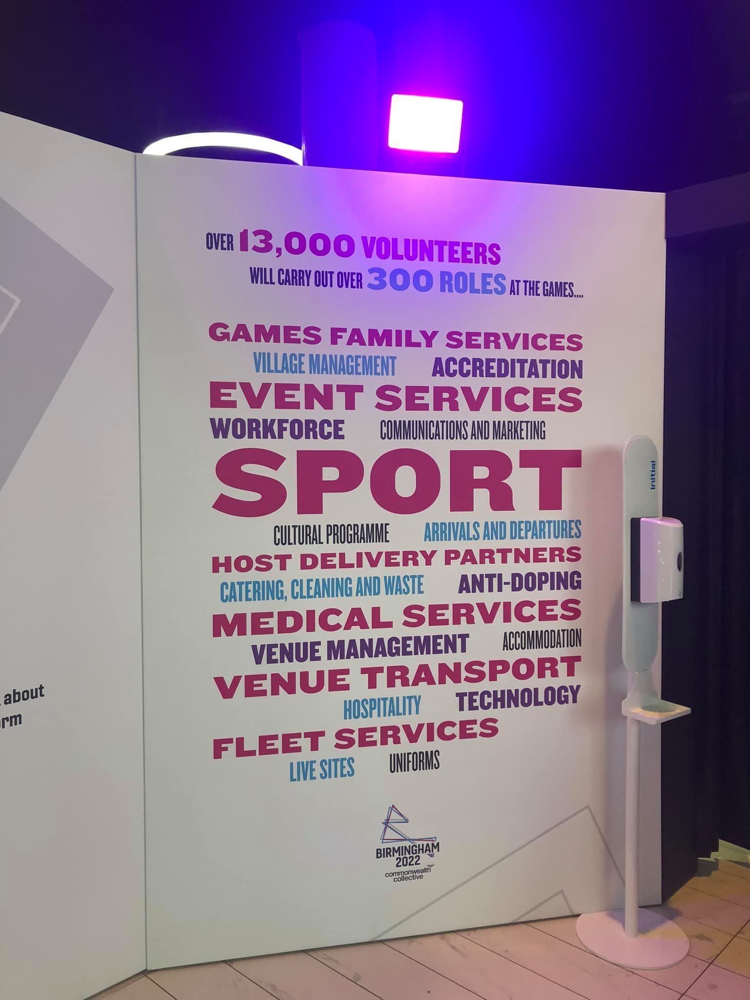 OVER 13,000 VOLUNTEERS
WILL CARRY OUT OVER 300 ROLES AT THE GAMES....
GAMES FAMILY SERVICES
VILLAGE MANAGEMENT ACCREDITATION
EVENT SERVICES
WORKFORCE COMMUNICATIONS AND MARKETING
SPORT
CULTURAL PROGRAMME ARRIVALS AND DEPARTURES
HOST DELIVERY PARTNERS
CATERING, CLEANING AND WASTE ANTI-DOPING
MEDICAL SERVICES
VENUE MANAGEMENT ACCOMMODATION
VENUE TRANSPORT
HOSPITALITY TECHNOLOGY
FLEET SERVICES
LIVE SITES UNIFORMS
BIRMINGHAM
2022
commonwealth
collective
Initial
about